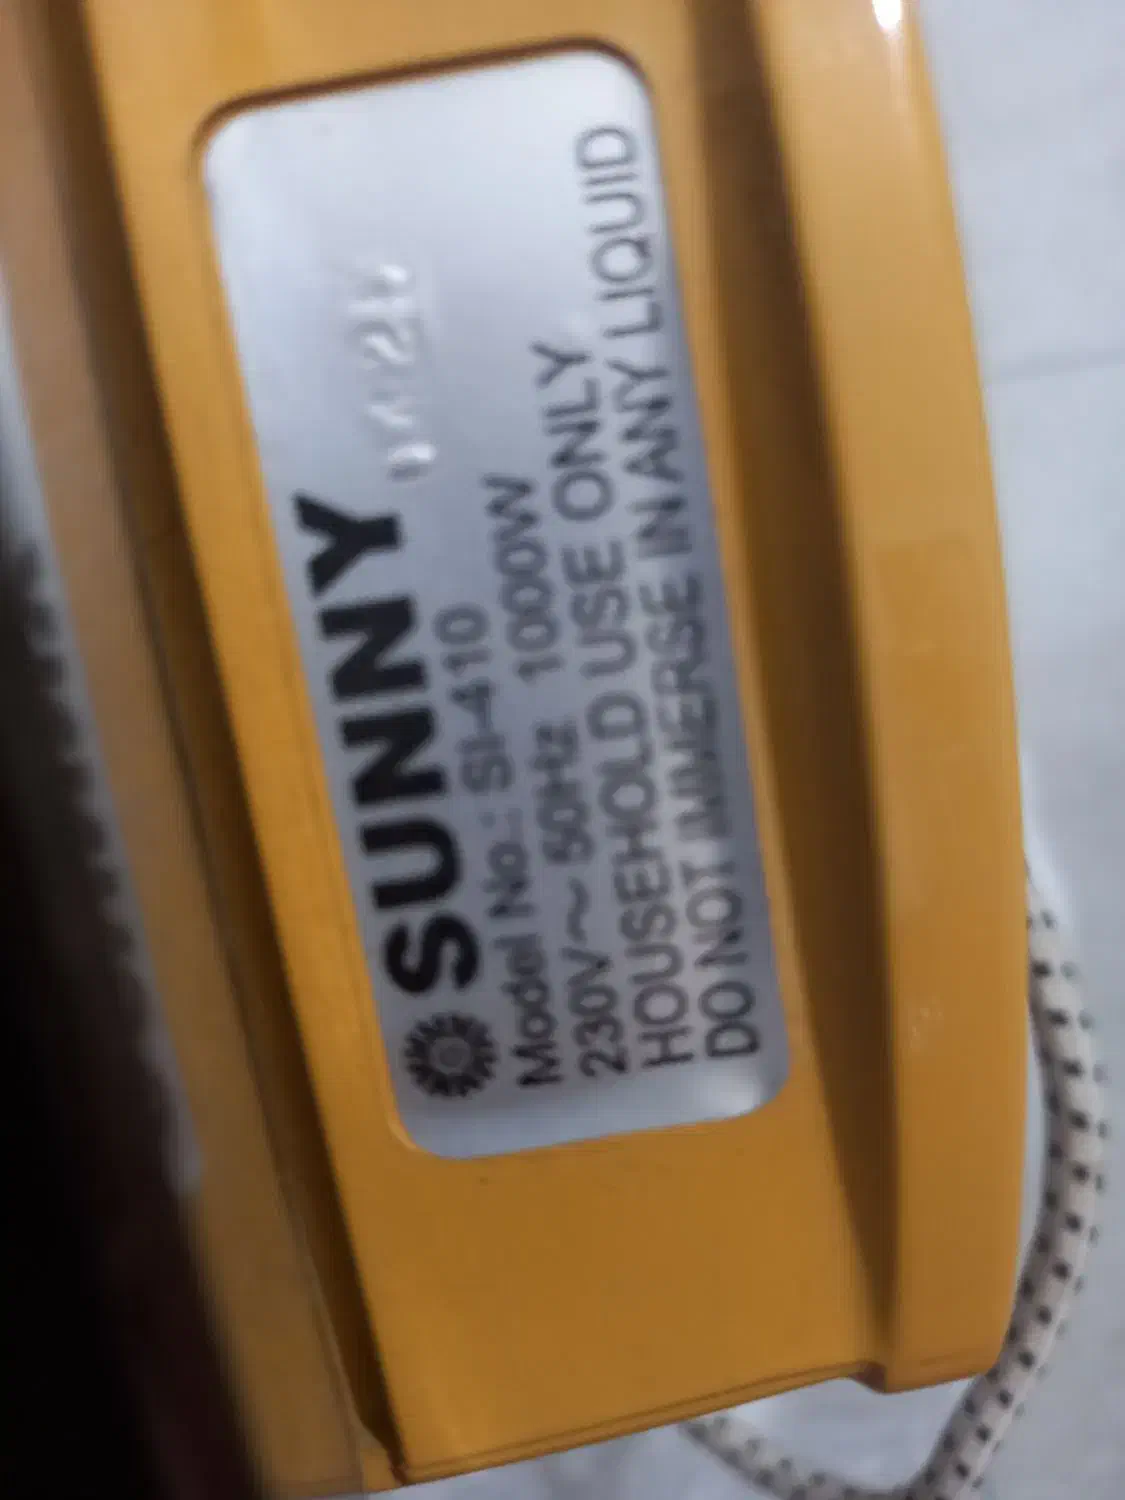 SUNNY
Model No.: SI-410
230V~ 50Hz 1000W
HOUSEHOLD USE ONLY
DO NOT IMMERSE IN ANY LIQUID